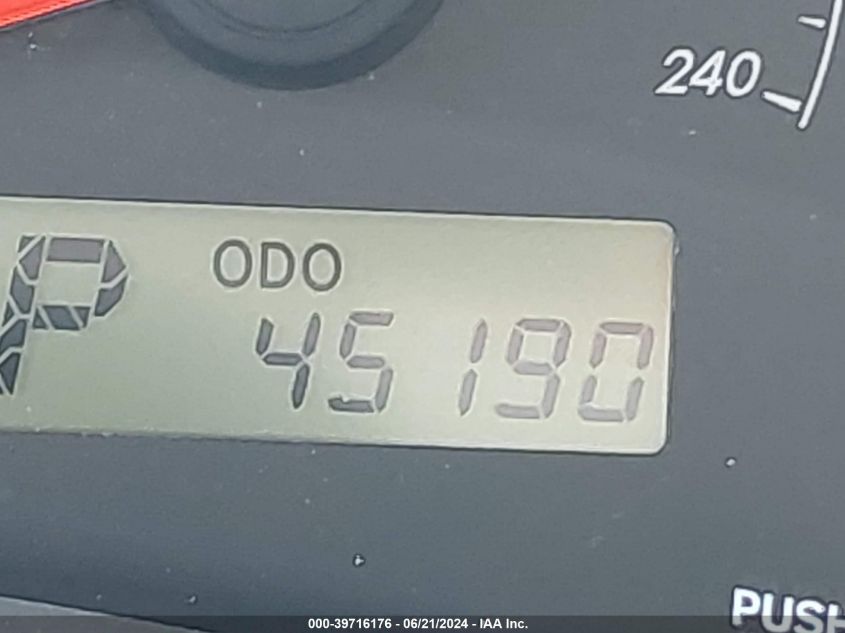 240
P ODO
45190
PUSH
000-39716176 - 06/21/2024 - IAA Inc.